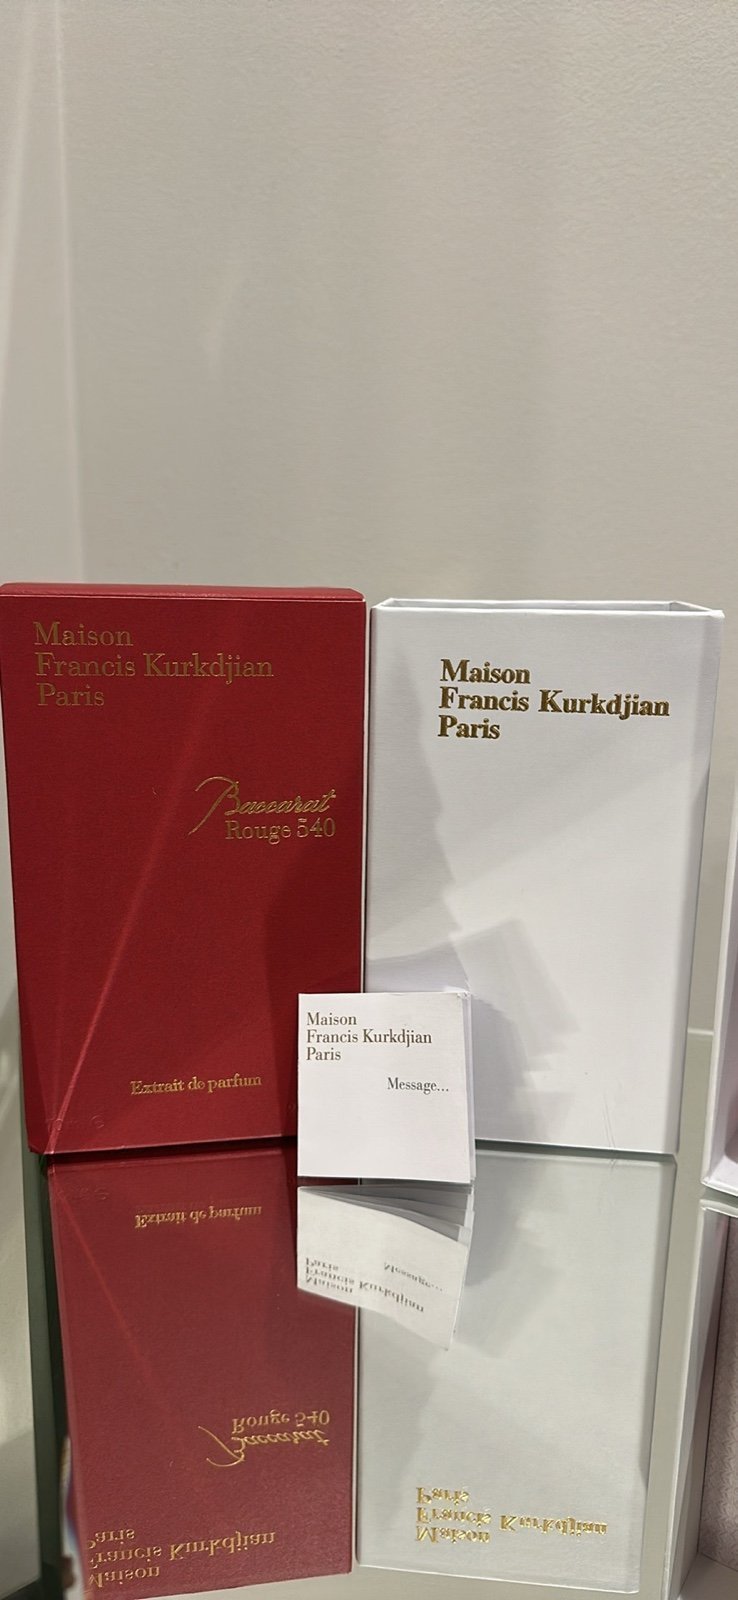 Maison
Francis Kurkdjian
Paris
Baccarat
Rouge 540
Extrait de parfum
Maison
Francis Kurkdjian
Paris
Maison
Francis Kurkdjian
Paris
Message...